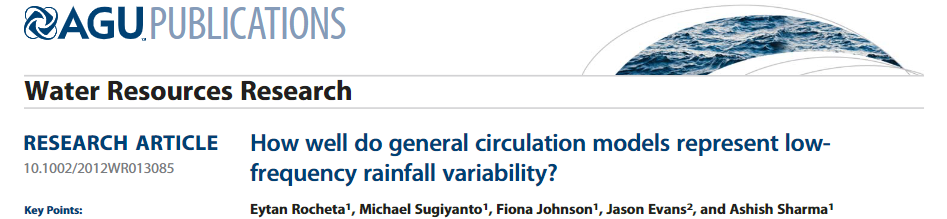 AGU PUBLICATIONS
Water Resources Research
RESEARCH ARTICLE
10.1002/2012WR013085
How well do general circulation models represent low-
frequency rainfall variability?
Key Points:
Eytan Rocheta¹, Michael Sugiyanto¹, Fiona Johnson¹, Jason Evans², and Ashish Sharma¹